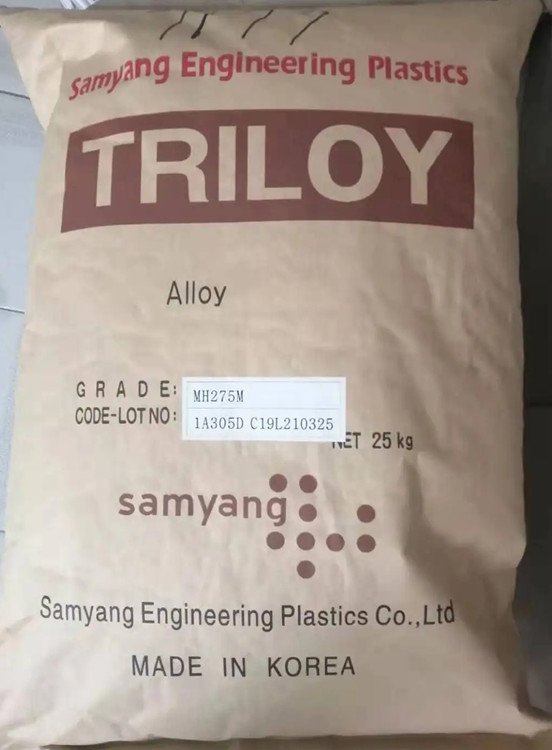 Samyang Engineering Plastics
TRILOY
Alloy
GRADE: MH275M
CODE-LOT NO: 1A305D C19L210325
NET 25 kg
samyang
Samyang Engineering Plastics Co.,Ltd
MADE IN KOREA